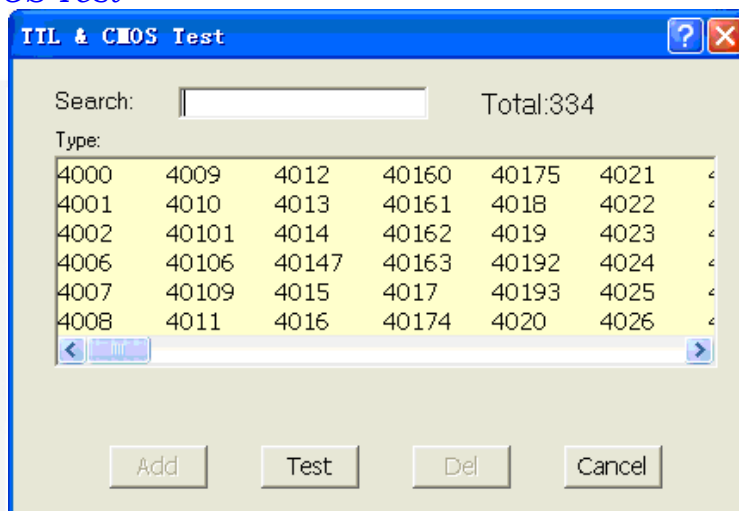 OS Test
TTL & CMOS Test
Search:
Total:334
Type:
4000 4009 4012 40160 40175 4021
4001 4010 4013 40161 4018 4022
4002 40101 4014 40162 4019 4023
4006 40106 40147 40163 40192 4024
4007 40109 4015 4017 40193 4025
4008 4011 4016 40174 4020 4026
Add Test Del Cancel